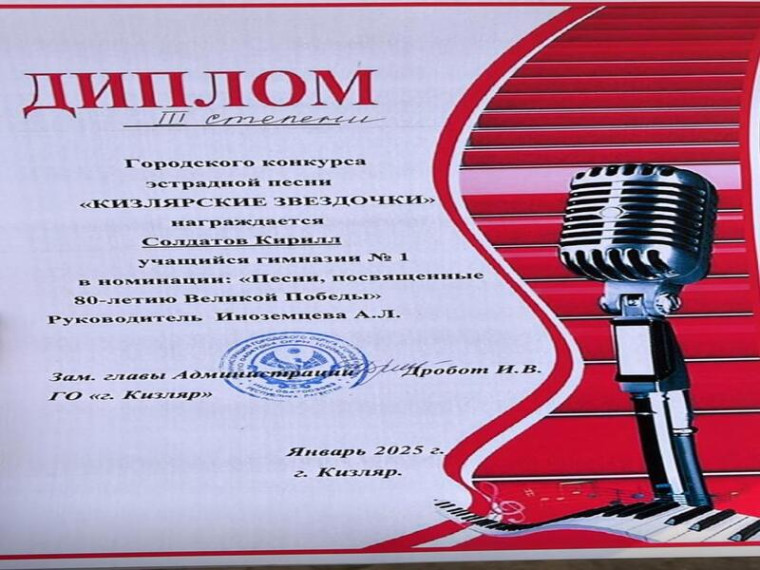 ДИПЛОМ
III степени
Городского конкурса
эстрадной песни
«КИЗЛЯРСКИЕ ЗВЕЗДОЧКИ»
награждается
Солдатов Кирилл
учащийся гимназии № 1
в номинации: «Песни, посвященные
80-летию Великой Победы»
Руководитель Иноземцева А.Л.
Зам. главы Администрации Дробот И.В.
ГО «г. Кизляр»
Январь 2025 г.
г. Кизляр.